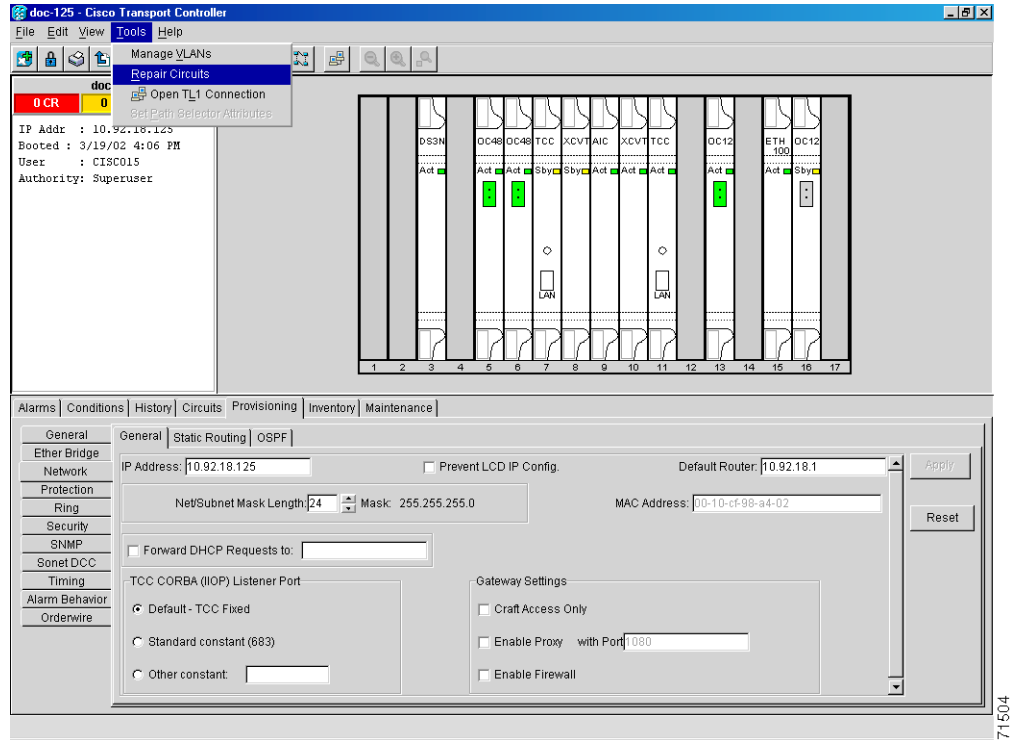 doc-125 - Cisco Transport Controller
File Edit View Tools Help
Manage VLANs
Repair Circuits
Open TL1 Connection
Set Path Selector Attributes
doc
0 CR 0
IP Addr : 10.92.18.125
Booted : 3/19/02 4:06 PM
User : CISCO15
Authority: Superuser
DS3N OC48 OC48 TCC XCVT AIC XCVT TCC OC12 ETH 100 OC12
Act Act Act Sby Sby Act Act Act Act Act Sby
LAN LAN
1 2 3 4 5 6 7 8 9 10 11 12 13 14 15 16 17
Alarms Conditions History Circuits Provisioning Inventory Maintenance
General
Ether Bridge
Network
Protection
Ring
Security
SNMP
Sonet DCC
Timing
Alarm Behavior
Orderwire
General Static Routing OSPF
IP Address: 10.92.18.125 Prevent LCD IP Config. Default Router: 10.92.18.1
Net/Subnet Mask Length: 24 Mask: 255.255.255.0 MAC Address: 00-10-cf-98-a4-02
Forward DHCP Requests to:
TCC CORBA (IIOP) Listener Port
Default - TCC Fixed
Standard constant (683)
Other constant:
Gateway Settings
Craft Access Only
Enable Proxy with Port 1080
Enable Firewall
Apply
Reset
71504